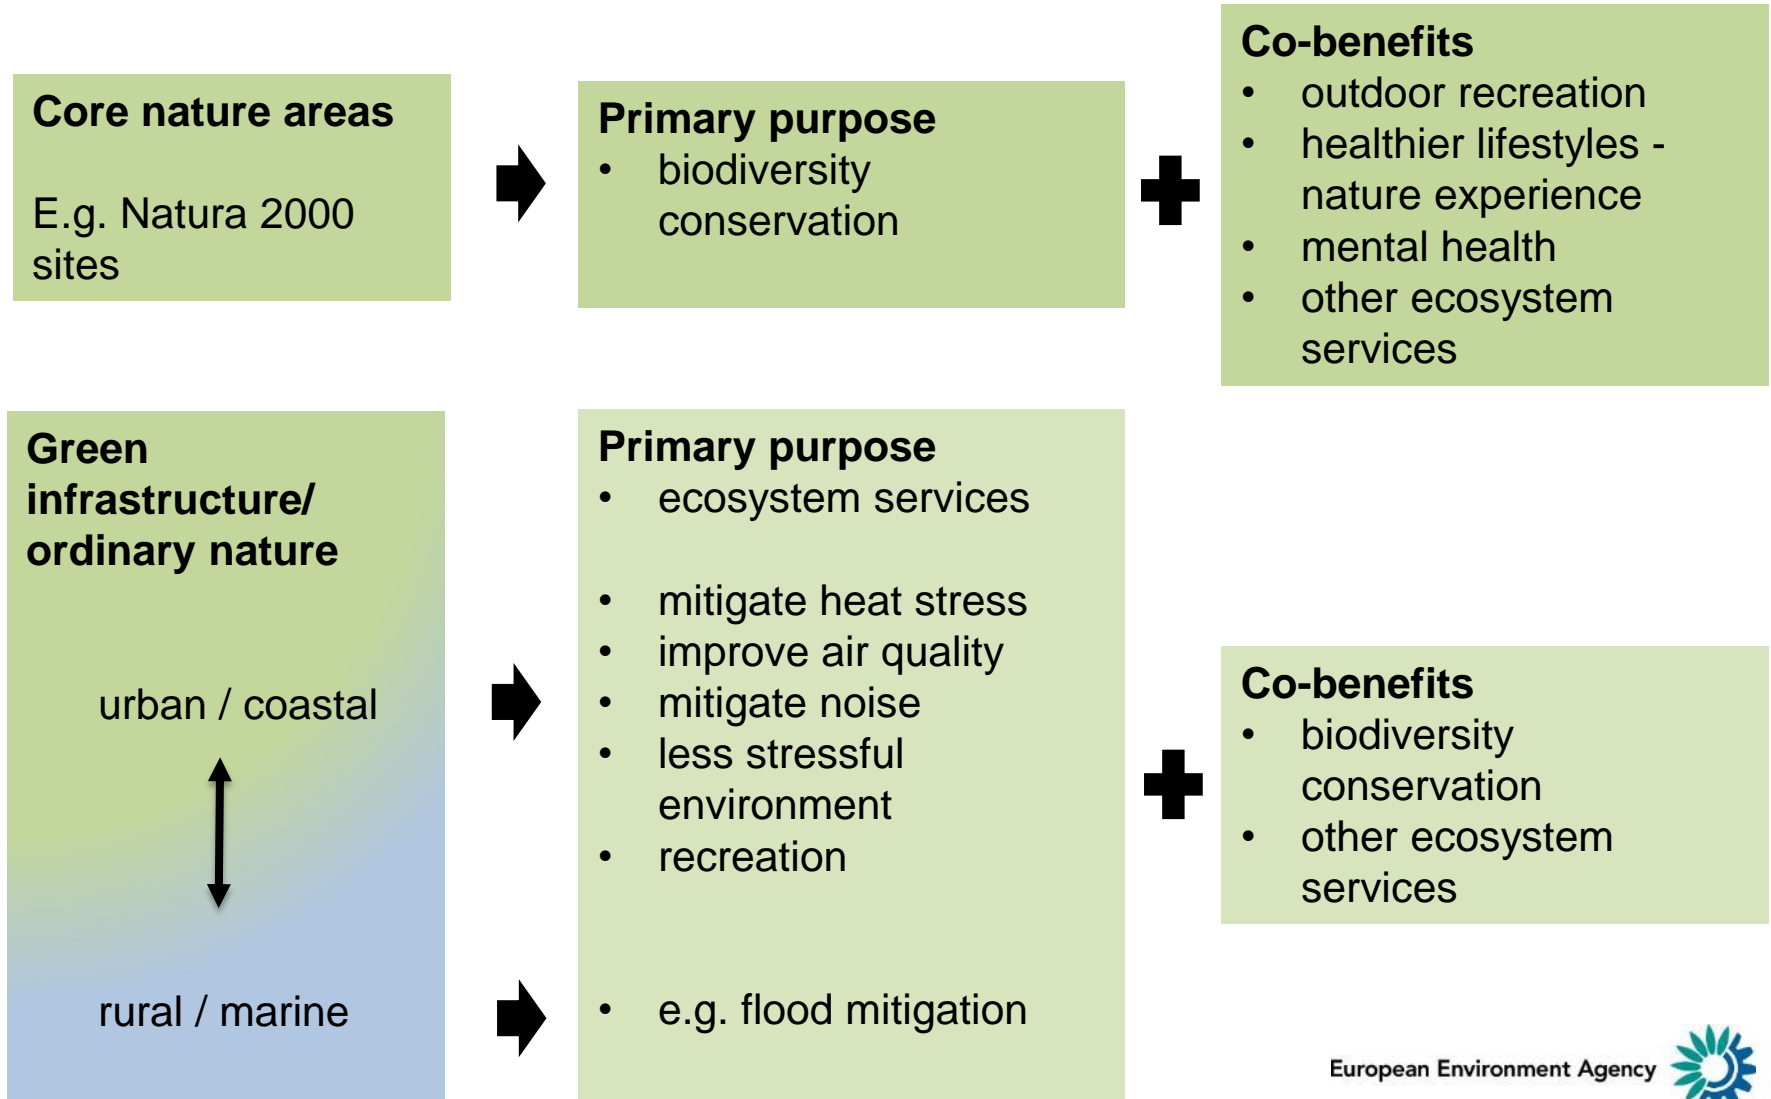 Core nature areas
E.g. Natura 2000
sites
Primary purpose
• biodiversity
conservation
Co-benefits
• outdoor recreation
• healthier lifestyles -
nature experience
• mental health
• other ecosystem
services
Green
infrastructure/
ordinary nature
urban / coastal
rural / marine
Primary purpose
• ecosystem services
• mitigate heat stress
• improve air quality
• mitigate noise
• less stressful
environment
• recreation
• e.g. flood mitigation
Co-benefits
• biodiversity
conservation
• other ecosystem
services
European Environment Agency